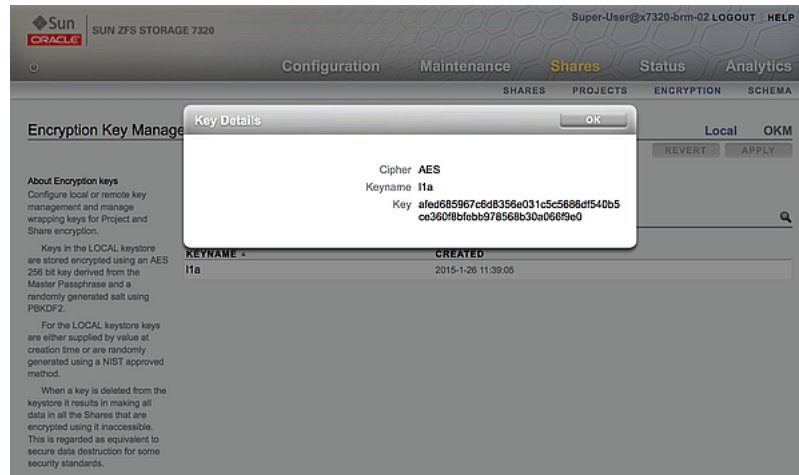 Sun
ORACLE
SUN ZFS STORAGE 7320
Super-User@x7320-brm-02 LOGOUT HELP
Configuration Maintenance Shares Status Analytics
SHARES PROJECTS ENCRYPTION SCHEMA
Encryption Key Manage
Local OKM
REVERT APPLY
Key Details
OK
Cipher AES
Keyname l1a
Key afed685967c6d8356e031c5c5686df540b5
ce360f8bfebb978568b30a066f9e0
KEYNAME CREATED
l1a 2015-1-26 11:39:05
About Encryption keys
Configure local or remote key
management and manage
wrapping keys for Project and
Share encryption.
Keys in the LOCAL keystore
are stored encrypted using an AES
256 bit key derived from the
Master Passphrase and a
randomly generated salt using
PBKDF2.
For the LOCAL keystore keys
are either supplied by value at
creation time or are randomly
generated using a NIST approved
method.
When a key is deleted from the
keystore it results in making all
data in all the Shares that are
encrypted using it inaccessible.
This is regarded as equivalent to
secure data destruction for some
security standards.